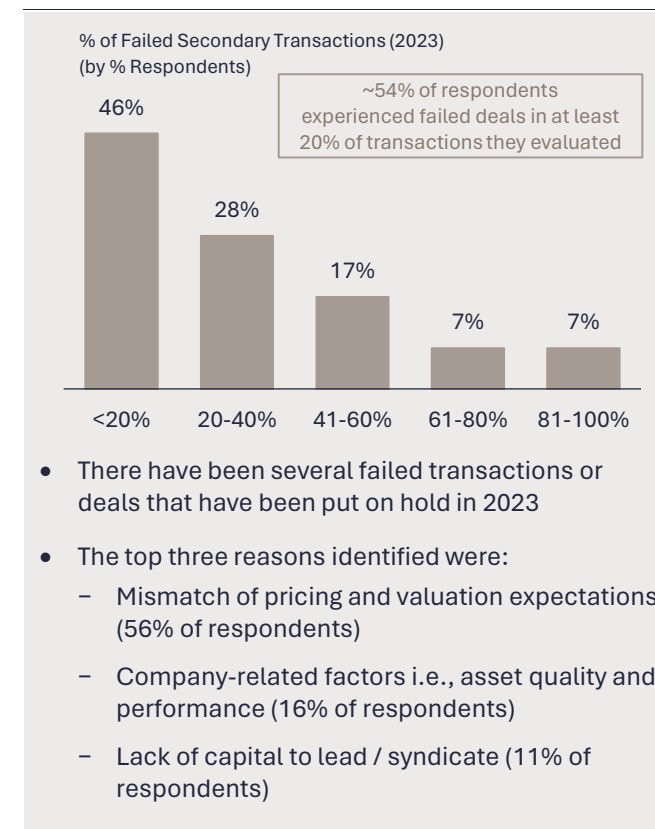 % of Failed Secondary Transactions (2023)
(by % Respondents)
~54% of respondents
experienced failed deals in at least
20% of transactions they evaluated
46%
28%
17%
7%
7%
<20%
20-40%
41-60%
61-80%
81-100%
• There have been several failed transactions or
deals that have been put on hold in 2023
• The top three reasons identified were:
– Mismatch of pricing and valuation expectations
(56% of respondents)
– Company-related factors i.e., asset quality and
performance (16% of respondents)
– Lack of capital to lead / syndicate (11% of
respondents)